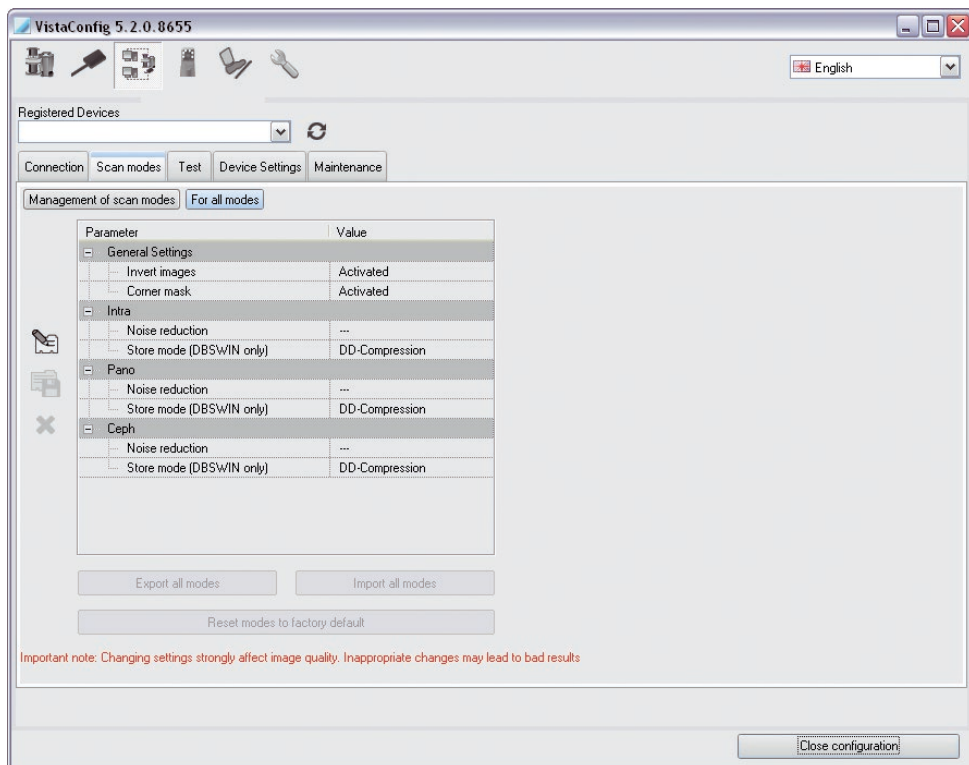 VistaConfig 5.2.0.8655
English
Registered Devices
Connection Scan modes Test Device Settings Maintenance
Management of scan modes For all modes
Parameter Value
General Settings
Invert images Activated
Corner mask Activated
Intra
Noise reduction ---
Store mode (DBSWIN only) DD-Compression
Pano
Noise reduction ---
Store mode (DBSWIN only) DD-Compression
Ceph
Noise reduction ---
Store mode (DBSWIN only) DD-Compression
Export all modes Import all modes
Reset modes to factory default
Important note: Changing settings strongly affect image quality. Inappropriate changes may lead to bad results
Close configuration